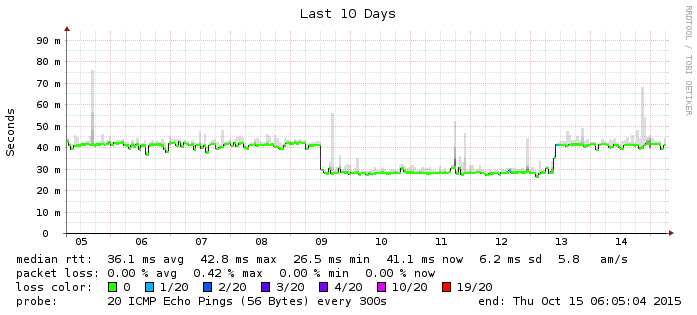 Last 10 Days
RRDTOOL / TOBI OETIKER
Seconds
90 m
80 m
70 m
60 m
50 m
40 m
30 m
20 m
10 m
0
05 06 07 08 09 10 11 12 13 14
median rtt: 36.1 ms avg 42.8 ms max 26.5 ms min 41.1 ms now 6.2 ms sd 5.8 am/s
packet loss: 0.00 % avg 0.42 % max 0.00 % min 0.00 % now
loss color: 0 1/20 2/20 3/20 4/20 10/20 19/20
probe: 20 ICMP Echo Pings (56 Bytes) every 300s end: Thu Oct 15 06:05:04 2015